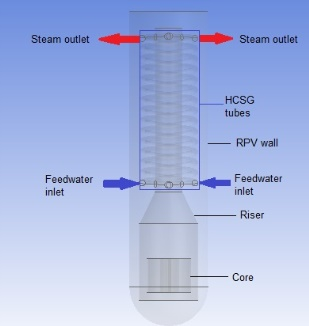 Steam outlet
Steam outlet
HCSG
tubes
RPV wall
Feedwater
inlet
Feedwater
inlet
Riser
Core